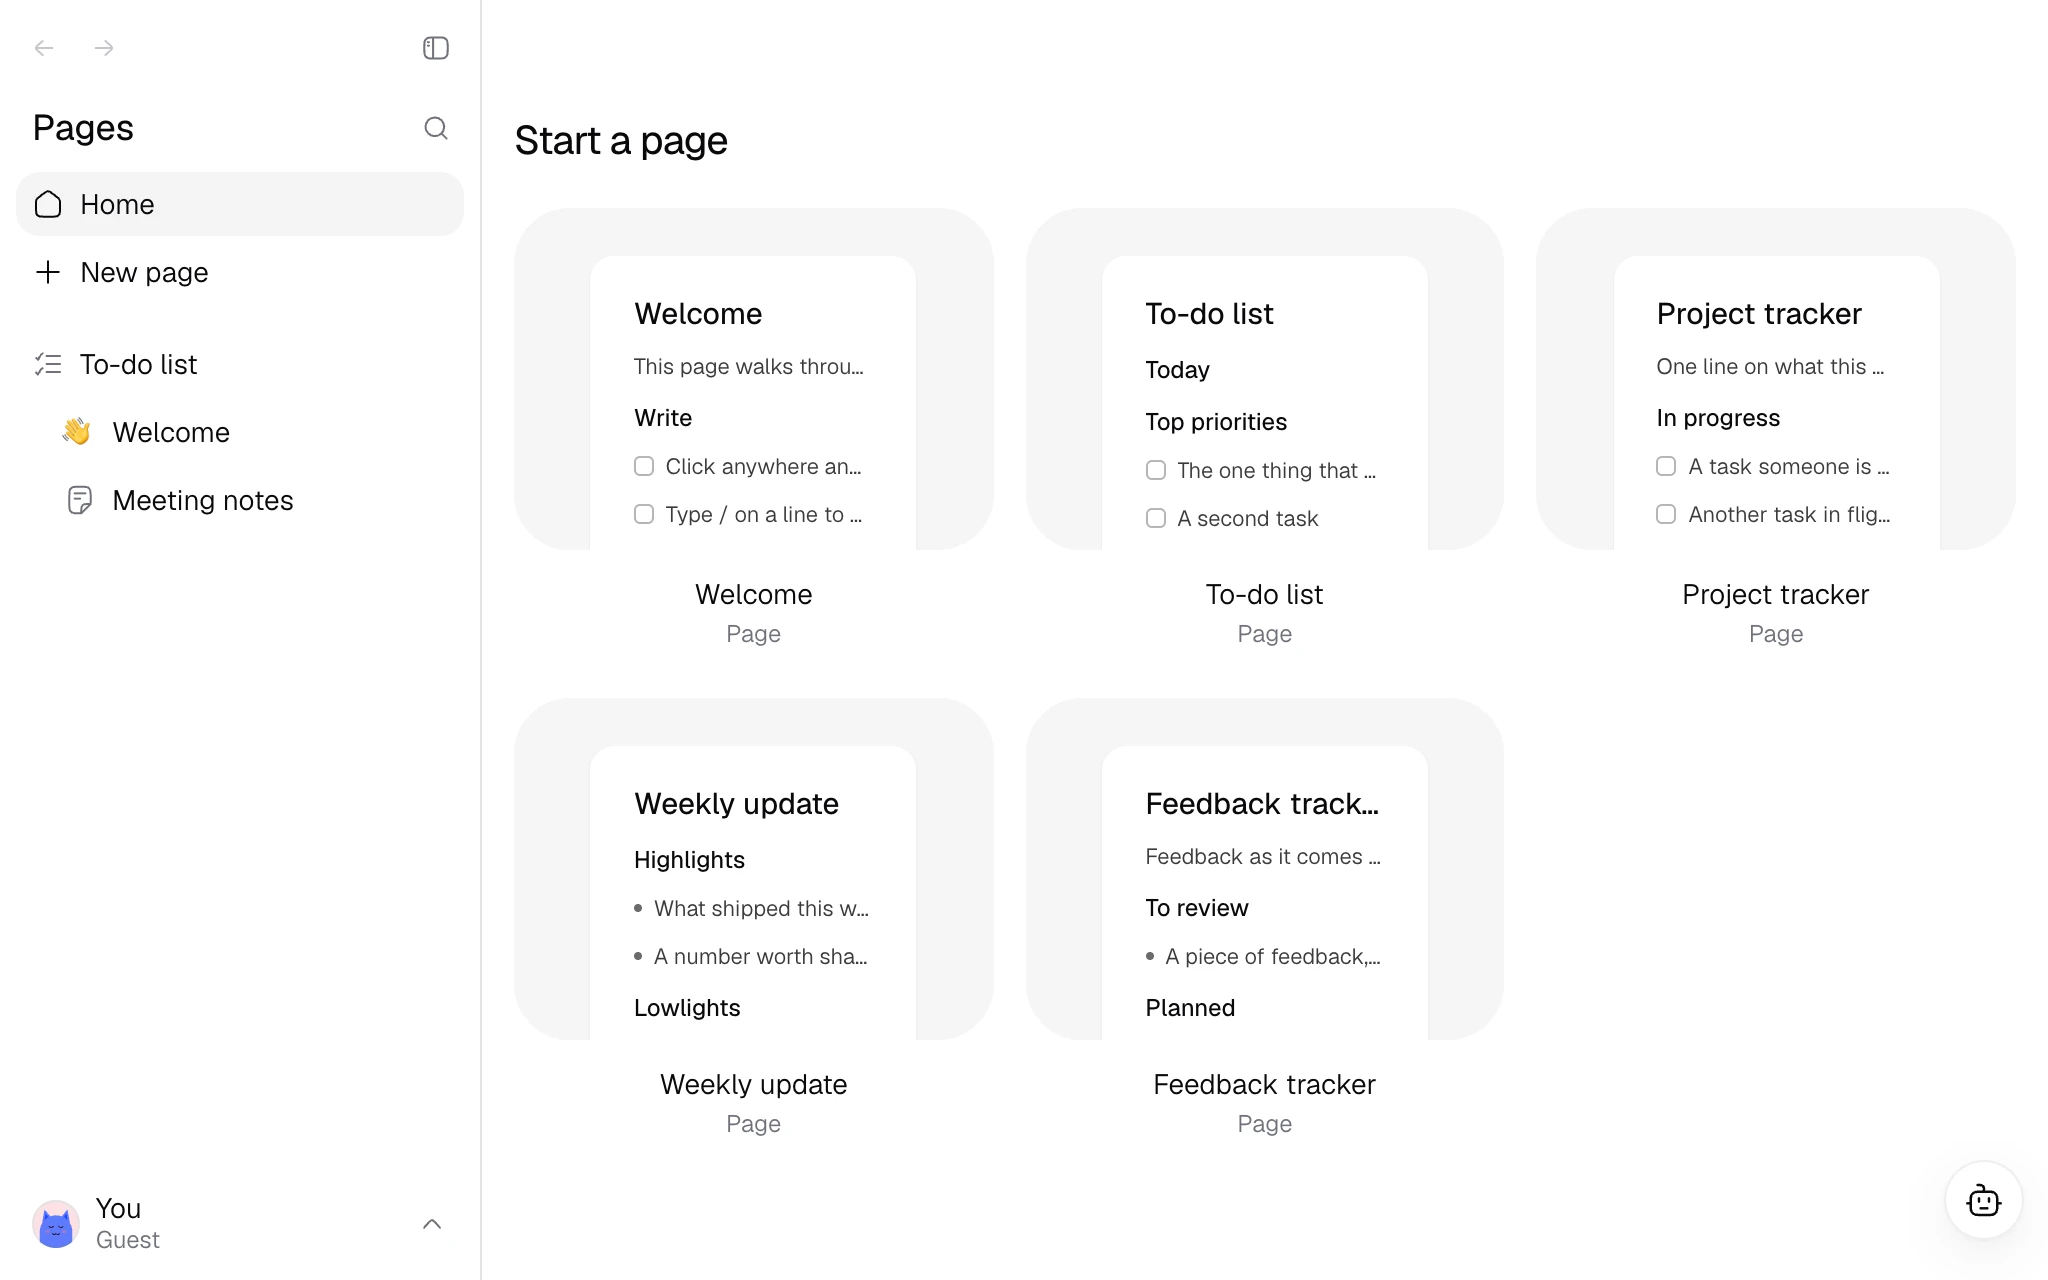 Pages
Home
New page
To-do list
Welcome
Meeting notes
You
Guest
Start a page
Welcome
This page walks throu...
Write
Click anywhere an...
Type / on a line to ...
Welcome
Page
To-do list
Today
Top priorities
The one thing that ...
A second task
To-do list
Page
Project tracker
One line on what this ...
In progress
A task someone is ...
Another task in flig...
Project tracker
Page
Weekly update
Highlights
• What shipped this w...
• A number worth sha...
Lowlights
Weekly update
Page
Feedback track...
Feedback as it comes ...
To review
• A piece of feedback,...
Planned
Feedback tracker
Page